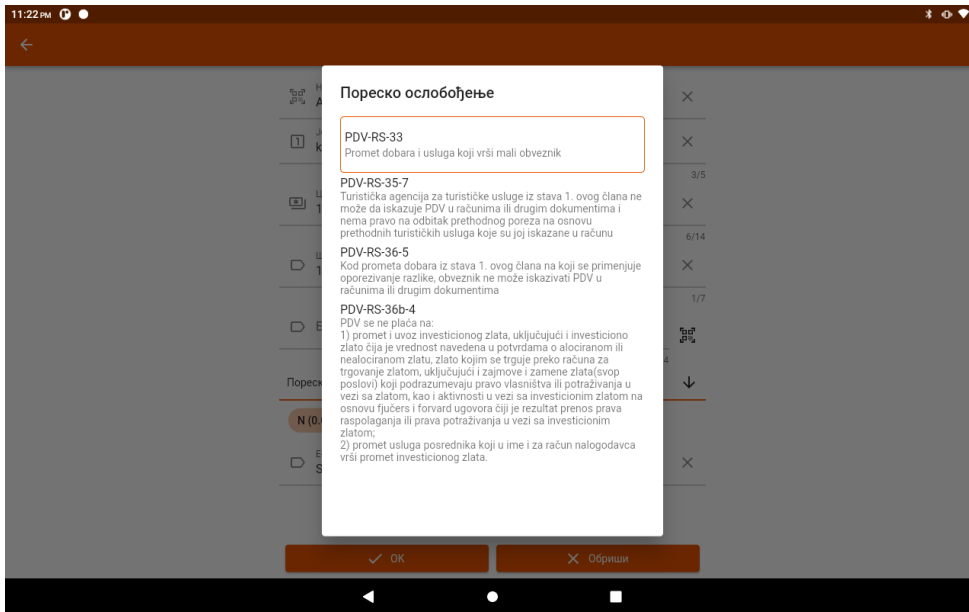 11:22 PM
Пореско ослобођење
PDV-RS-33
Promet dobara i usluga koji vrši mali obveznik
3/5
PDV-RS-35-7
Turistička agencija za turističke usluge iz stava 1. ovog člana ne
može da iskazuje PDV u računima ili drugim dokumentima i
nema pravo na odbitak prethodnog poreza na osnovu
prethodnih turističkih usluga koje su joj iskazane u računu
6/14
PDV-RS-36-5
Kod prometa dobara iz stava 1. ovog člana na koji se primenjuje
oporezivanje razlike, obveznik ne može iskazivati PDV u
računima ili drugim dokumentima
1/7
PDV-RS-36b-4
PDV se ne plaća na:
1) promet i uvoz investicionog zlata, uključujući i investiciono
zlato čija je vrednost navedena u potvrdama o alociranom ili
nealociranom zlatu, zlato kojim se trguje preko računa za
trgovanje zlatom, uključujući i zajmove i zamene zlata(svop
poslovi) koji podrazumevaju pravo vlasništva ili potraživanja u
vezi sa zlatom, kao i aktivnosti u vezi sa investicionim zlatom na
osnovu fjučers i forvard ugovora čiji je rezultat prenos prava
raspolaganja ili prava potraživanja u vezi sa investicionim
zlatom;
2) promet usluga posrednika koji u ime i za račun nalogodavca
vrši promet investicionog zlata.
Пореск
N (0.
OK
Обриши